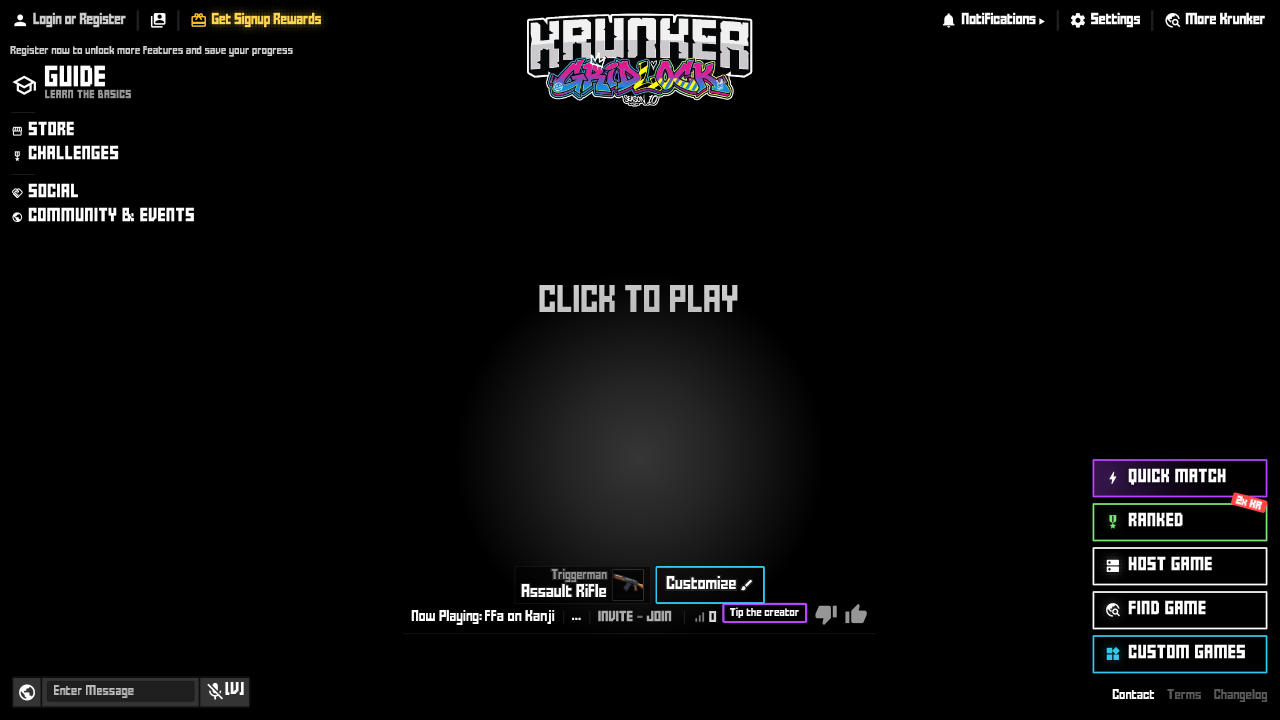 Login or Register
Get Signup Rewards
KRUNKER
GRIDLOCK
SEASON 10
Notifications
Settings
More Krunker
Register now to unlock more features and save your progress
GUIDE
LEARN THE BASICS
STORE
CHALLENGES
SOCIAL
COMMUNITY & EVENTS
CLICK TO PLAY
QUICK MATCH
2x KR
RANKED
HOST GAME
FIND GAME
CUSTOM GAMES
Triggerman
Assault Rifle
Customize
Now Playing: FFa on Kanji
...
INVITE - JOIN
0
Tip the creator
Enter Message
[V]
Contact
Terms
Changelog